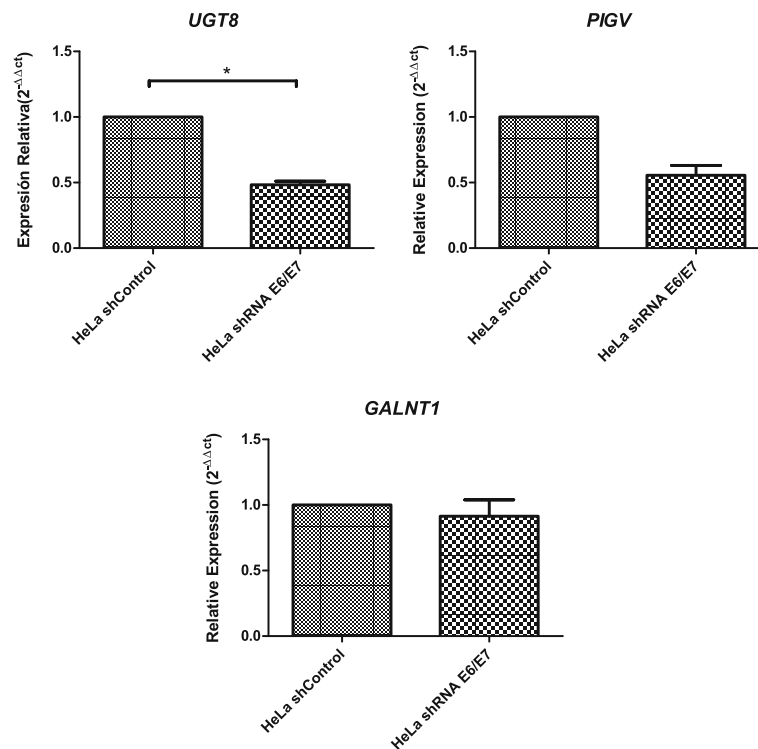 UGT8
Expresión Relativa(2-ΔΔct)
1.5
1.0
0.5
0.0
*
HeLa shControl
HeLa shRNA E6/E7
PIGV
Relative Expression (2-ΔΔct)
1.5
1.0
0.5
0.0
HeLa shControl
HeLa shRNA E6/E7
GALNT1
Relative Expression (2-ΔΔct)
1.5
1.0
0.5
0.0
HeLa shControl
HeLa shRNA E6/E7